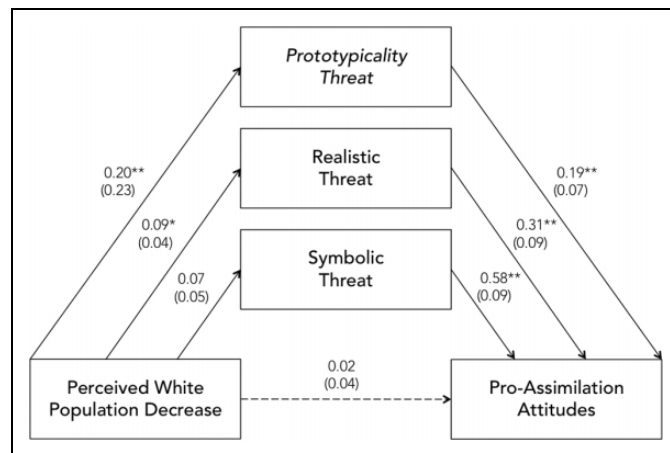 Prototypicality
Threat
Realistic
Threat
Symbolic
Threat
0.20**
(0.23)
0.09*
(0.04)
0.07
(0.05)
0.19**
(0.07)
0.31**
(0.09)
0.58**
(0.09)
0.02
(0.04)
Perceived White
Population Decrease
Pro-Assimilation
Attitudes